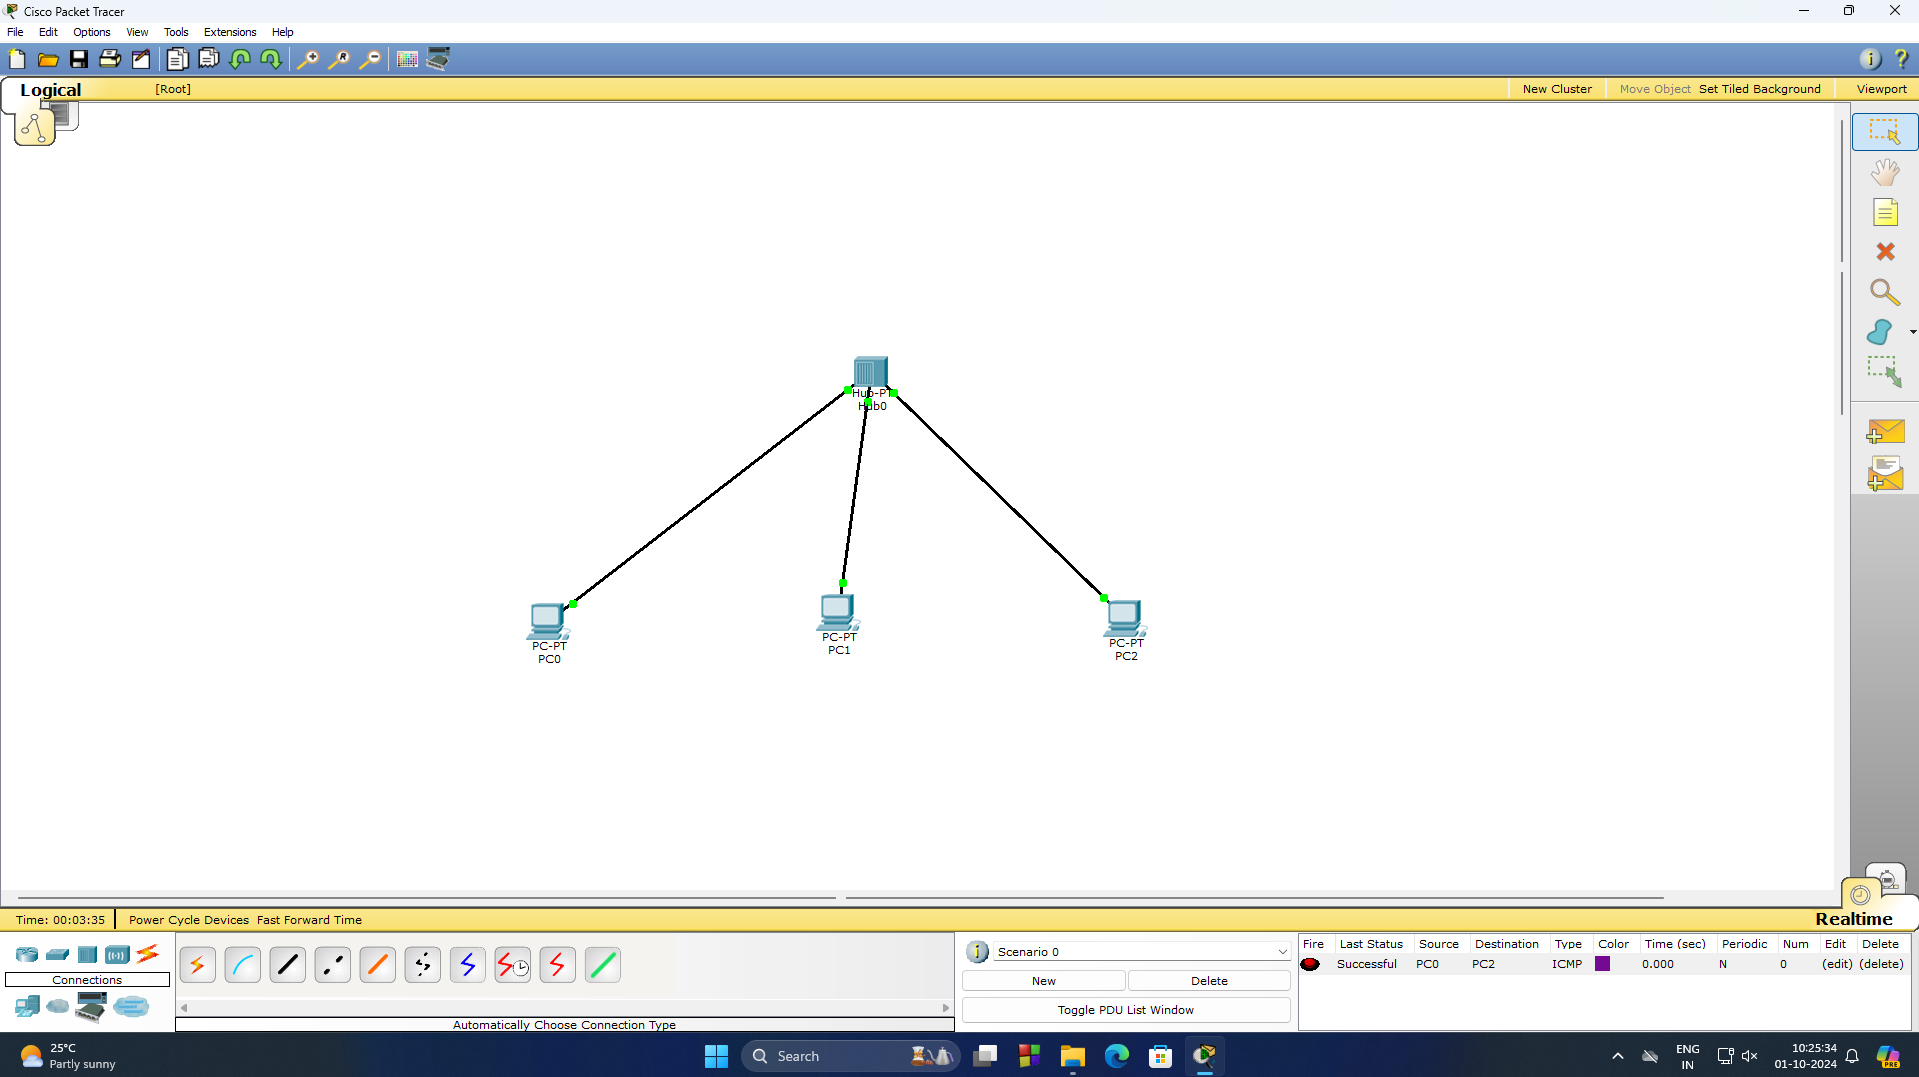 Cisco Packet Tracer
File Edit Options View Tools Extensions Help
Logical [Root] New Cluster Move Object Set Tiled Background Viewport
Hub-PT
Hub0
PC-PT
PC0
PC-PT
PC1
PC-PT
PC2
Time: 00:03:35 Power Cycle Devices Fast Forward Time Realtime
Connections
Automatically Choose Connection Type
Scenario 0
New Delete
Toggle PDU List Window
Fire Last Status Source Destination Type Color Time (sec) Periodic Num Edit Delete
Successful PC0 PC2 ICMP 0.000 N 0 (edit) (delete)
25°C
Partly sunny
Search
ENG
IN
10:25:34
01-10-2024
PRE